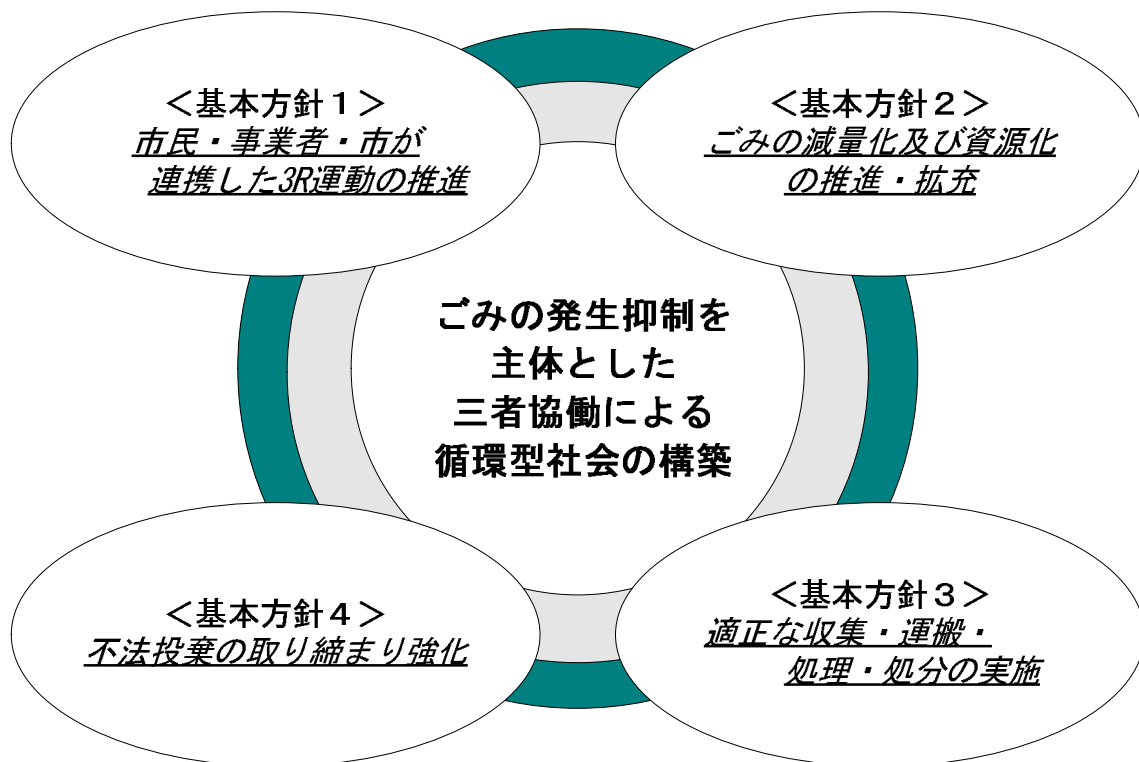 ＜基本方針１＞
市民・事業者・市が
連携した3R運動の推進
＜基本方針２＞
ごみの減量化及び資源化
の推進・拡充
ごみの発生抑制を
主体とした
三者協働による
循環型社会の構築
＜基本方針４＞
不法投棄の取り締まり強化
＜基本方針３＞
適正な収集・運搬・
処理・処分の実施